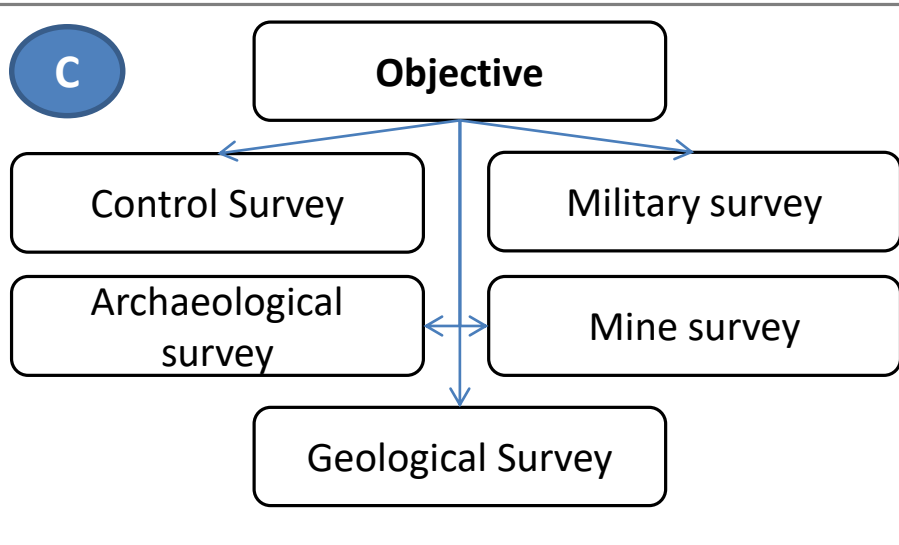 C
Objective
Control Survey
Military survey
Archaeological
survey
Mine survey
Geological Survey